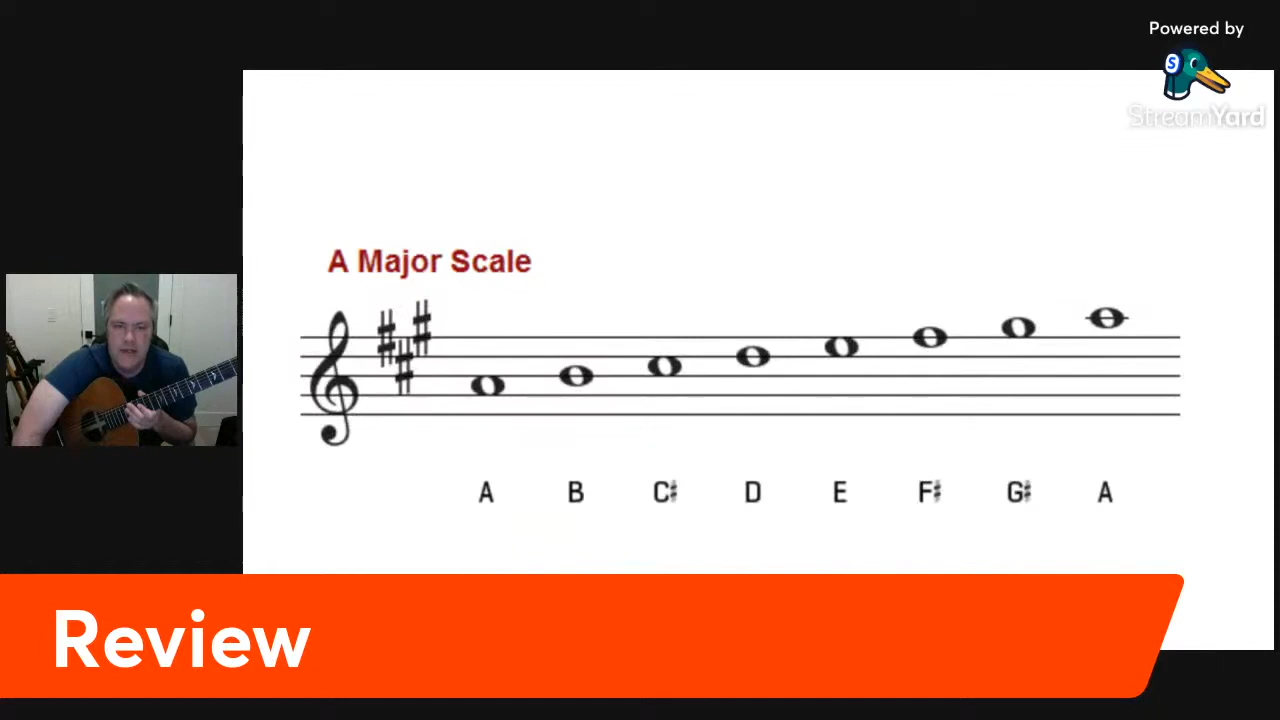 Powered by
StreamYard
A Major Scale
A B C♯ D E F♯ G♯ A
Review